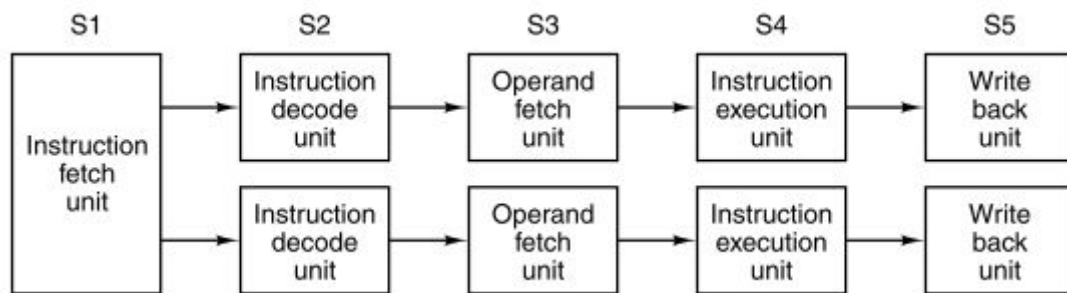 S1 S2 S3 S4 S5
Instruction
fetch
unit
Instruction
decode
unit
Operand
fetch
unit
Instruction
execution
unit
Write
back
unit
Instruction
decode
unit
Operand
fetch
unit
Instruction
execution
unit
Write
back
unit